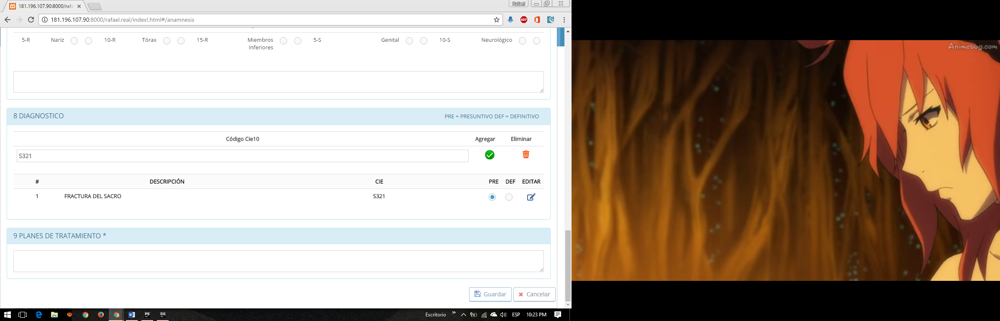 181.196.107.90:8000/rafa
Rafael
181.196.107.90:8000/rafael.real/index!.html#/anamnesis
ABP
5-R Nariz 10-R Tórax 15-R Miembros Inferiores 5-S Genital 10-S Neurológico
8 DIAGNOSTICO PRE = PRESUNTIVO DEF = DEFINITIVO
Código Cie10 Agregar Eliminar
S321
# DESCRIPCIÓN CIE PRE DEF EDITAR
1 FRACTURA DEL SACRO S321
9 PLANES DE TRATAMIENTO *
Guardar Cancelar
PS DG Escritorio » ESP 10:23 PM
Animebbg.com